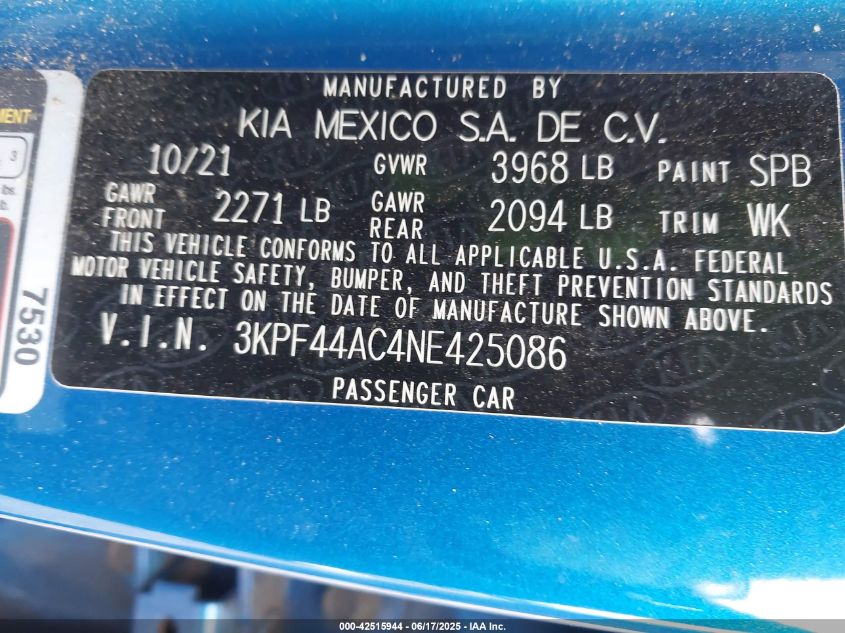 MANUFACTURED BY
KIA MEXICO S.A. DE C.V.
10/21 GVWR 3968 LB PAINT SPB
GAWR FRONT 2271 LB GAWR REAR 2094 LB TRIM WK
THIS VEHICLE CONFORMS TO ALL APPLICABLE U.S.A. FEDERAL
MOTOR VEHICLE SAFETY, BUMPER, AND THEFT PREVENTION STANDARDS
IN EFFECT ON THE DATE OF MANUFACTURE SHOWN ABOVE.
V.I.N. 3KPF44AC4NE425086
PASSENGER CAR
3
lbs
7530
000-42515944 | 06/17/2025 - IAA Inc.